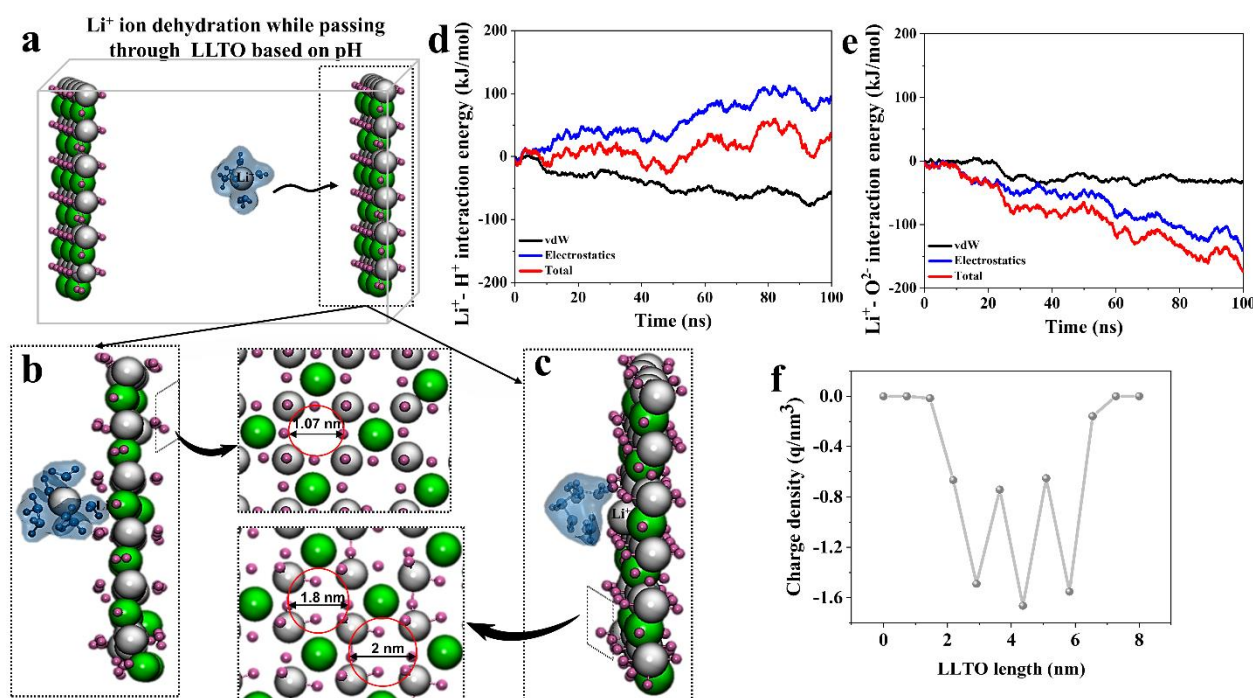 a
Li⁺ ion dehydration while passing
through LLTO based on pH
Li⁺
d
Li⁺- H⁺ interaction energy (kJ/mol)
200
100
0
-100
-200
vdW
Electrostatics
Total
0 20 40 60 80 100
Time (ns)
e
Li⁺- O²⁻ interaction energy (kJ/mol)
200
100
0
-100
-200
vdW
Electrostatics
Total
0 20 40 60 80 100
Time (ns)
b
1.07 nm
1.8 nm
2 nm
c
Li⁺
f
Charge density (q/nm³)
0.0
-0.4
-0.8
-1.2
-1.6
0 2 4 6 8
LLTO length (nm)